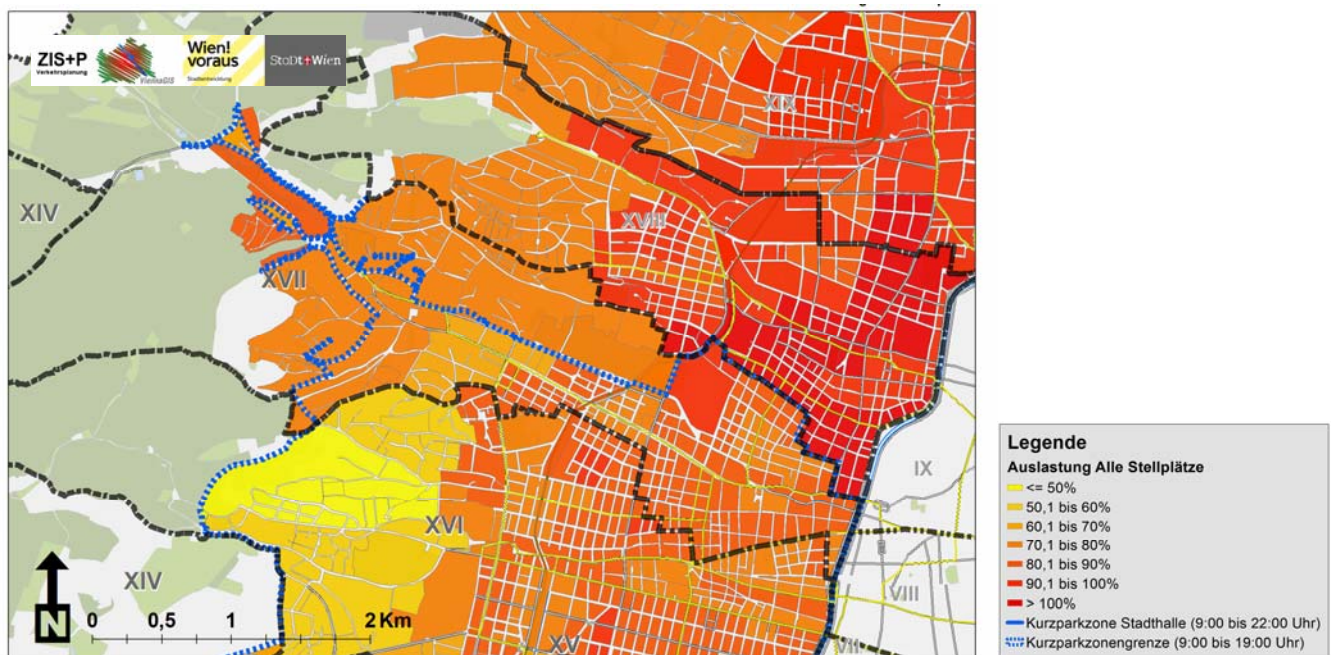 ZIS+P
Verkehrsplanung
ViennaGIS
Wien!
voraus
Stadtentwicklung
StaDt+Wien
XIX
XIV
XVIII
XVII
XVI
IX
XIV
VIII
XV
VII
N
0 0,5 1 2 Km
Legende
Auslastung Alle Stellplätze
<= 50%
50,1 bis 60%
60,1 bis 70%
70,1 bis 80%
80,1 bis 90%
90,1 bis 100%
> 100%
Kurzparkzone Stadthalle (9:00 bis 22:00 Uhr)
Kurzparkzonengrenze (9:00 bis 19:00 Uhr)